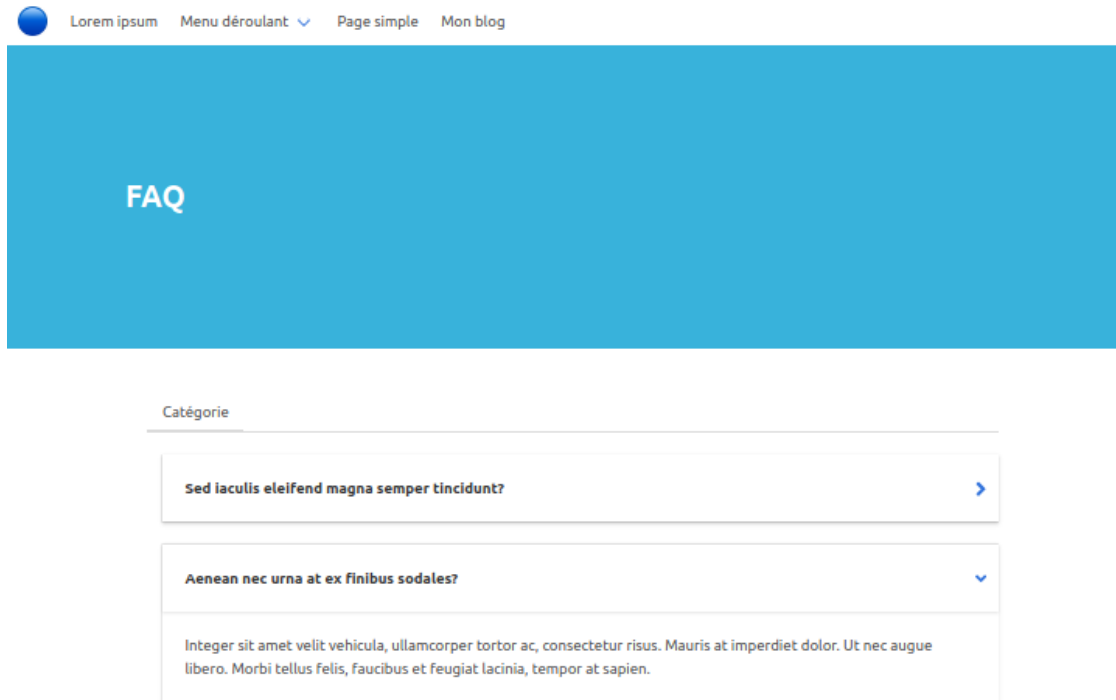 Lorem ipsum Menu déroulant Page simple Mon blog
FAQ
Catégorie
Sed iaculis eleifend magna semper tincidunt?
Aenean nec urna at ex finibus sodales?
Integer sit amet velit vehicula, ullamcorper tortor ac, consectetur risus. Mauris at imperdiet dolor. Ut nec augue
libero. Morbi tellus felis, faucibus et feugiat lacinia, tempor at sapien.